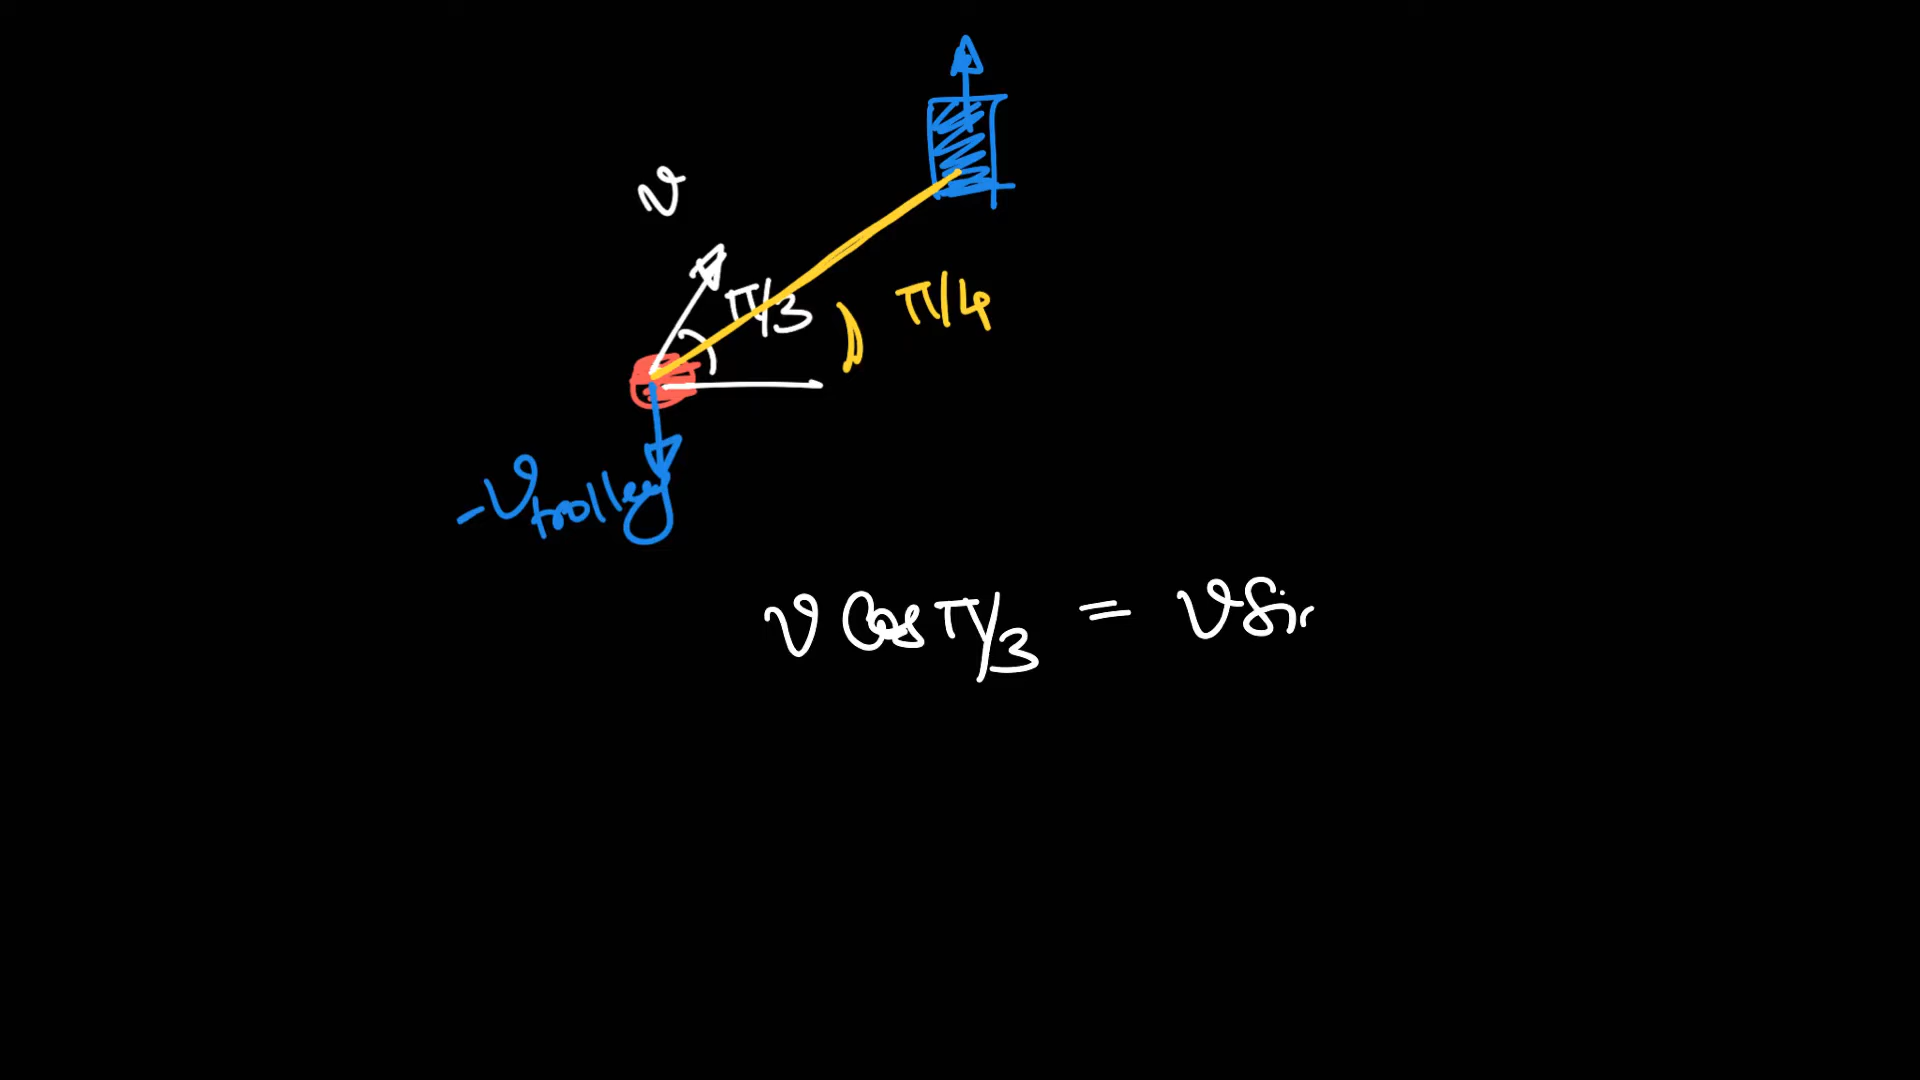 v
π/3
π/4
-v trolley
v Cos π/3 = v Sin